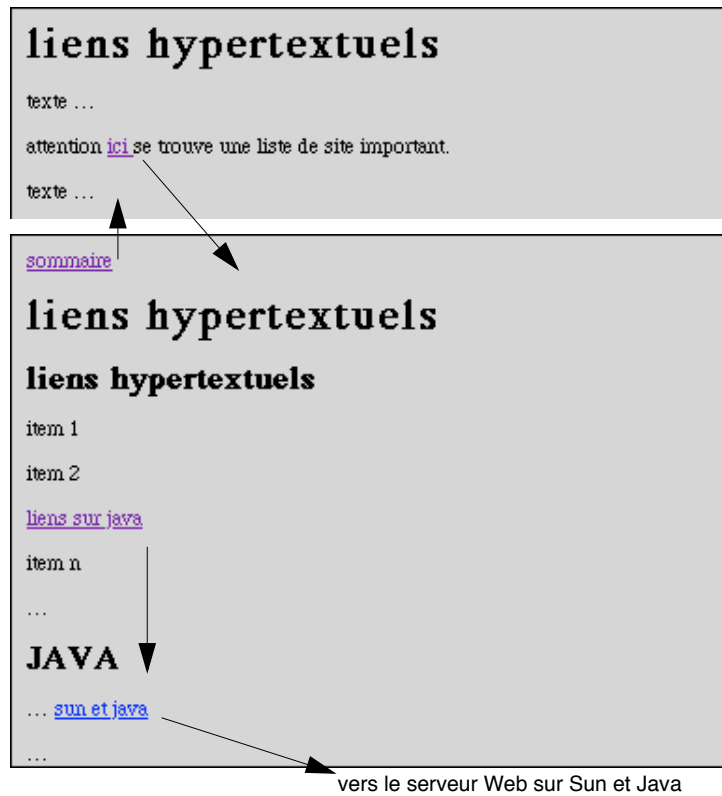 liens hypertextuels
texte …
attention ici se trouve une liste de site important.
texte …
sommaire
liens hypertextuels
liens hypertextuels
item 1
item 2
liens sur java
item n
…
JAVA
… sun et java
…
vers le serveur Web sur Sun et Java